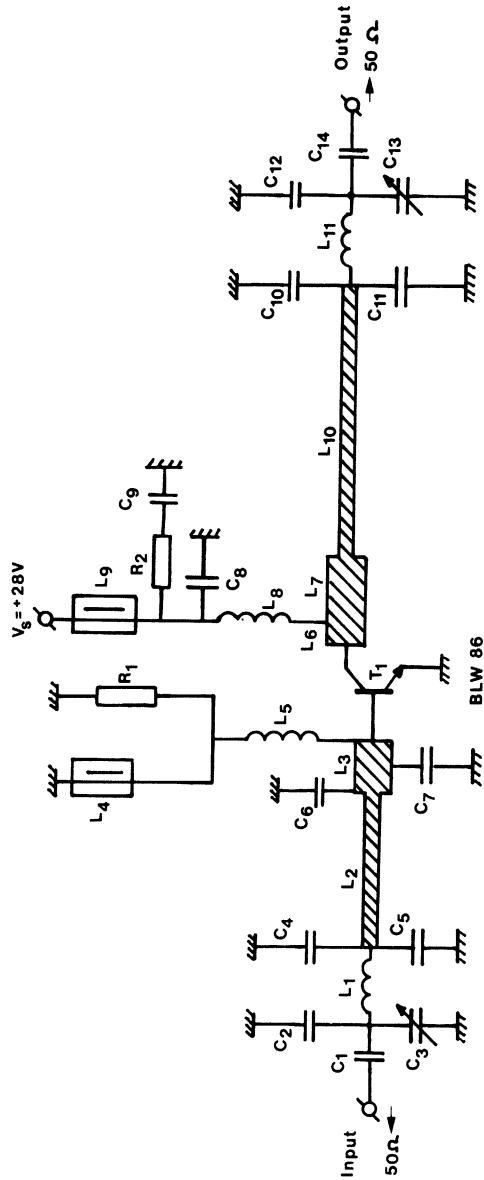 Input
50Ω
C1
C2
C3
L1
C4
C5
L2
C6
L3
C7
L4
R1
L5
T1
BLW 86
Vs = +28V
L9
R2
C9
C8
L8
L6
L7
L10
C10
C11
L11
C12
C13
C14
Output
50 Ω